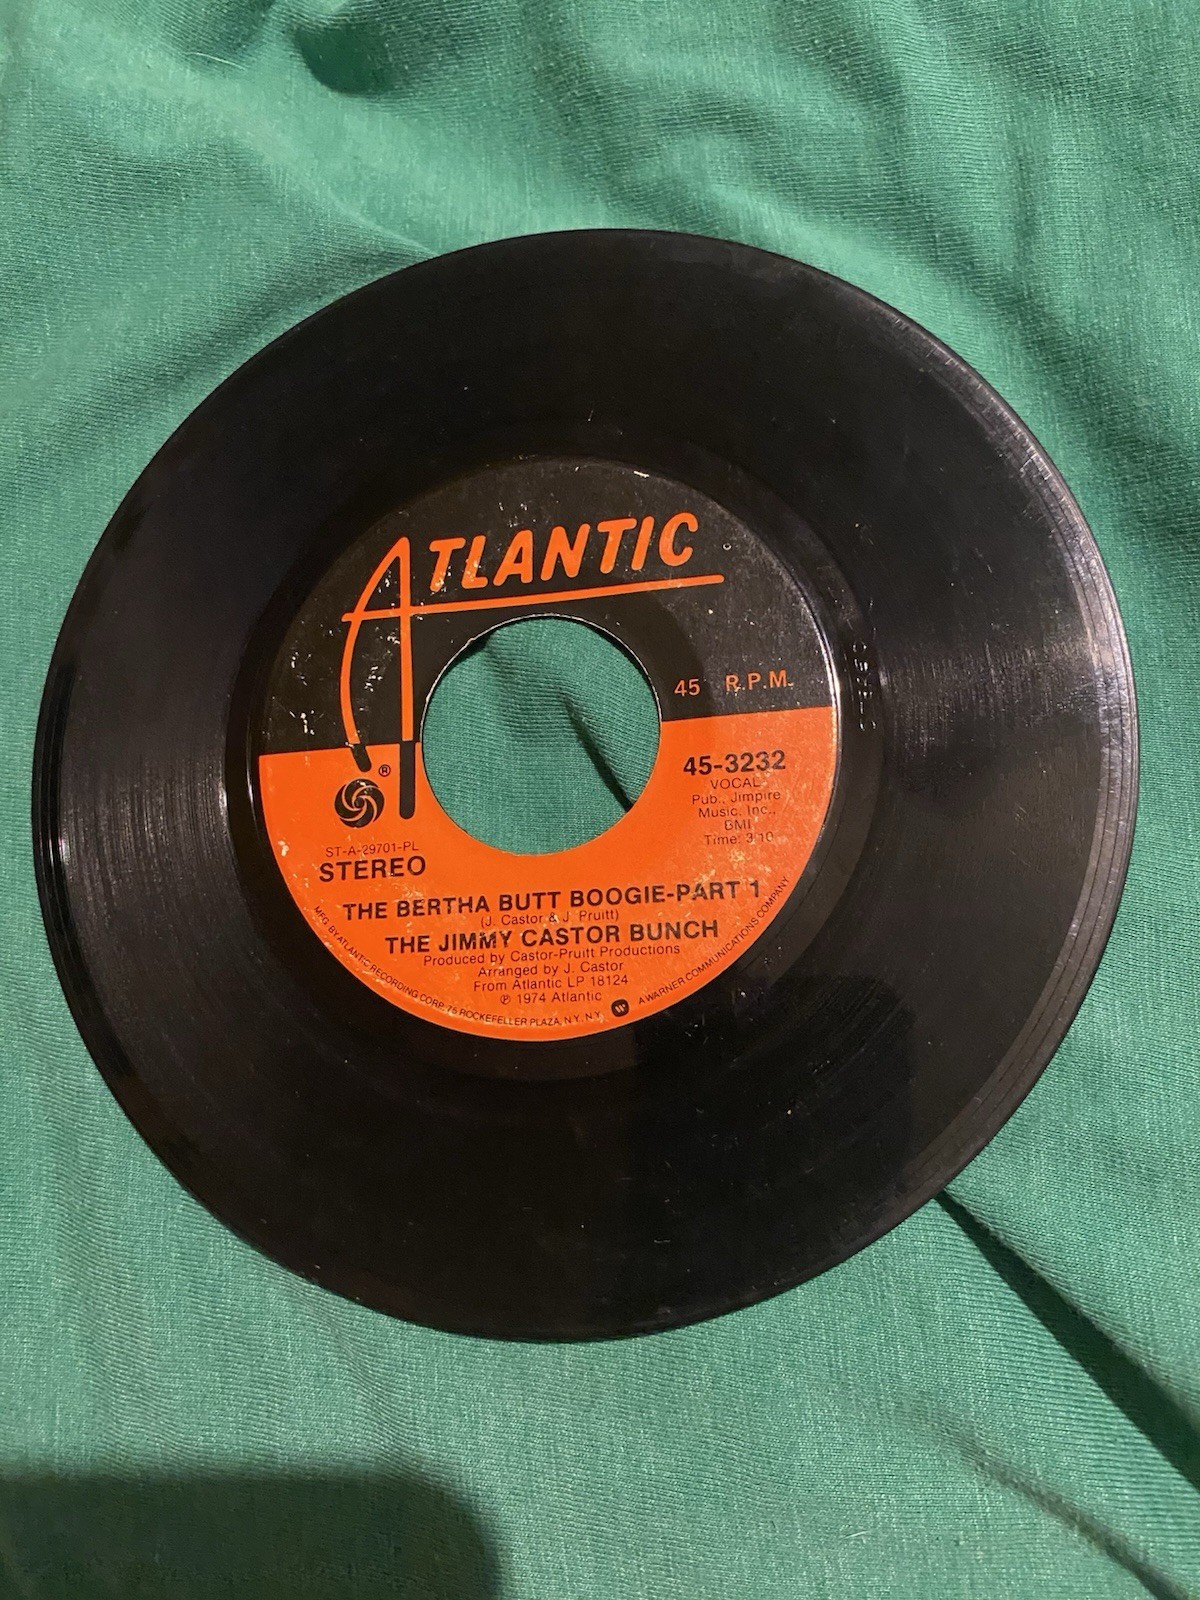 ATLANTIC
45 R.P.M.
®
45-3232
VOCAL
Pub., Jimpire
Music, Inc.,
BMI
Time: 3:10
ST-A-29701-PL
STEREO
THE BERTHA BUTT BOOGIE-PART 1
(J. Castor & J. Pruitt)
THE JIMMY CASTOR BUNCH
Produced by Castor-Pruitt Productions
Arranged by J. Castor
From Atlantic LP 18124
℗ 1974 Atlantic
MFG. BY ATLANTIC RECORDING CORP. 75 ROCKEFELLER PLAZA, N.Y. N.Y. W A WARNER COMMUNICATIONS COMPANY